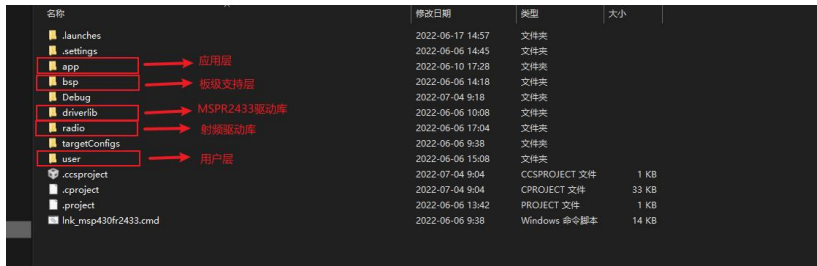 名称 修改日期 类型 大小
.launches 2022-06-17 14:57 文件夹
.settings 2022-06-06 14:45 文件夹
app 应用层 2022-06-10 17:28 文件夹
bsp 板级支持层 2022-06-06 14:18 文件夹
Debug 2022-07-04 9:18 文件夹
driverlib MSPR2433驱动库 2022-06-06 10:08 文件夹
radio 射频驱动库 2022-06-06 17:04 文件夹
targetConfigs 2022-06-06 9:38 文件夹
user 用户层 2022-06-06 15:08 文件夹
.ccsproject 2022-07-04 9:04 CCSPROJECT 文件 1 KB
.cproject 2022-07-04 9:04 CPROJECT 文件 33 KB
.project 2022-06-06 13:42 PROJECT 文件 1 KB
lnk_msp430fr2433.cmd 2022-06-06 9:38 Windows 命令脚本 14 KB